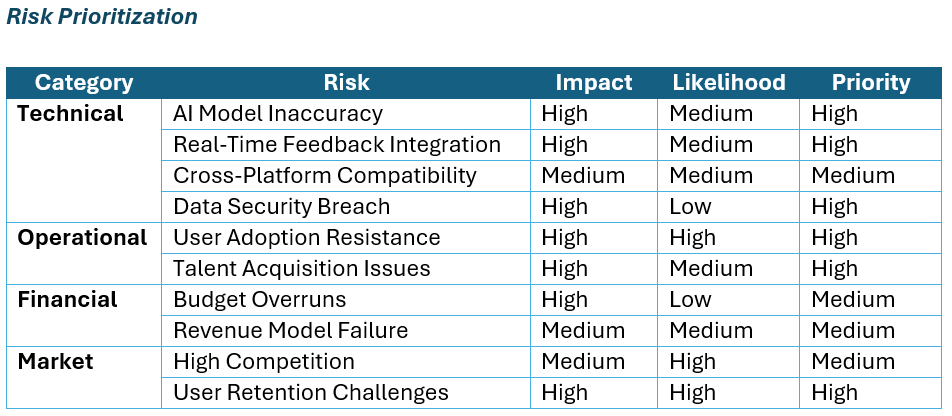 Risk Prioritization
Category Risk Impact Likelihood Priority
Technical AI Model Inaccuracy High Medium High
Real-Time Feedback Integration High Medium High
Cross-Platform Compatibility Medium Medium Medium
Data Security Breach High Low High
Operational User Adoption Resistance High High High
Talent Acquisition Issues High Medium High
Financial Budget Overruns High Low Medium
Revenue Model Failure Medium Medium Medium
Market High Competition Medium High Medium
User Retention Challenges High High High